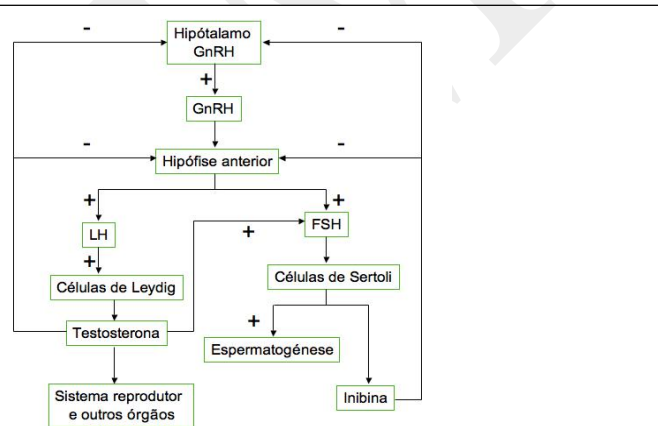 -
-
Hipótalamo
GnRH
+
GnRH
-
-
Hipófise anterior
+
+
LH
+
FSH
+
Células de Leydig
Células de Sertoli
Testosterona
+
Espermatogénese
Sistema reprodutor
e outros órgãos
Inibina